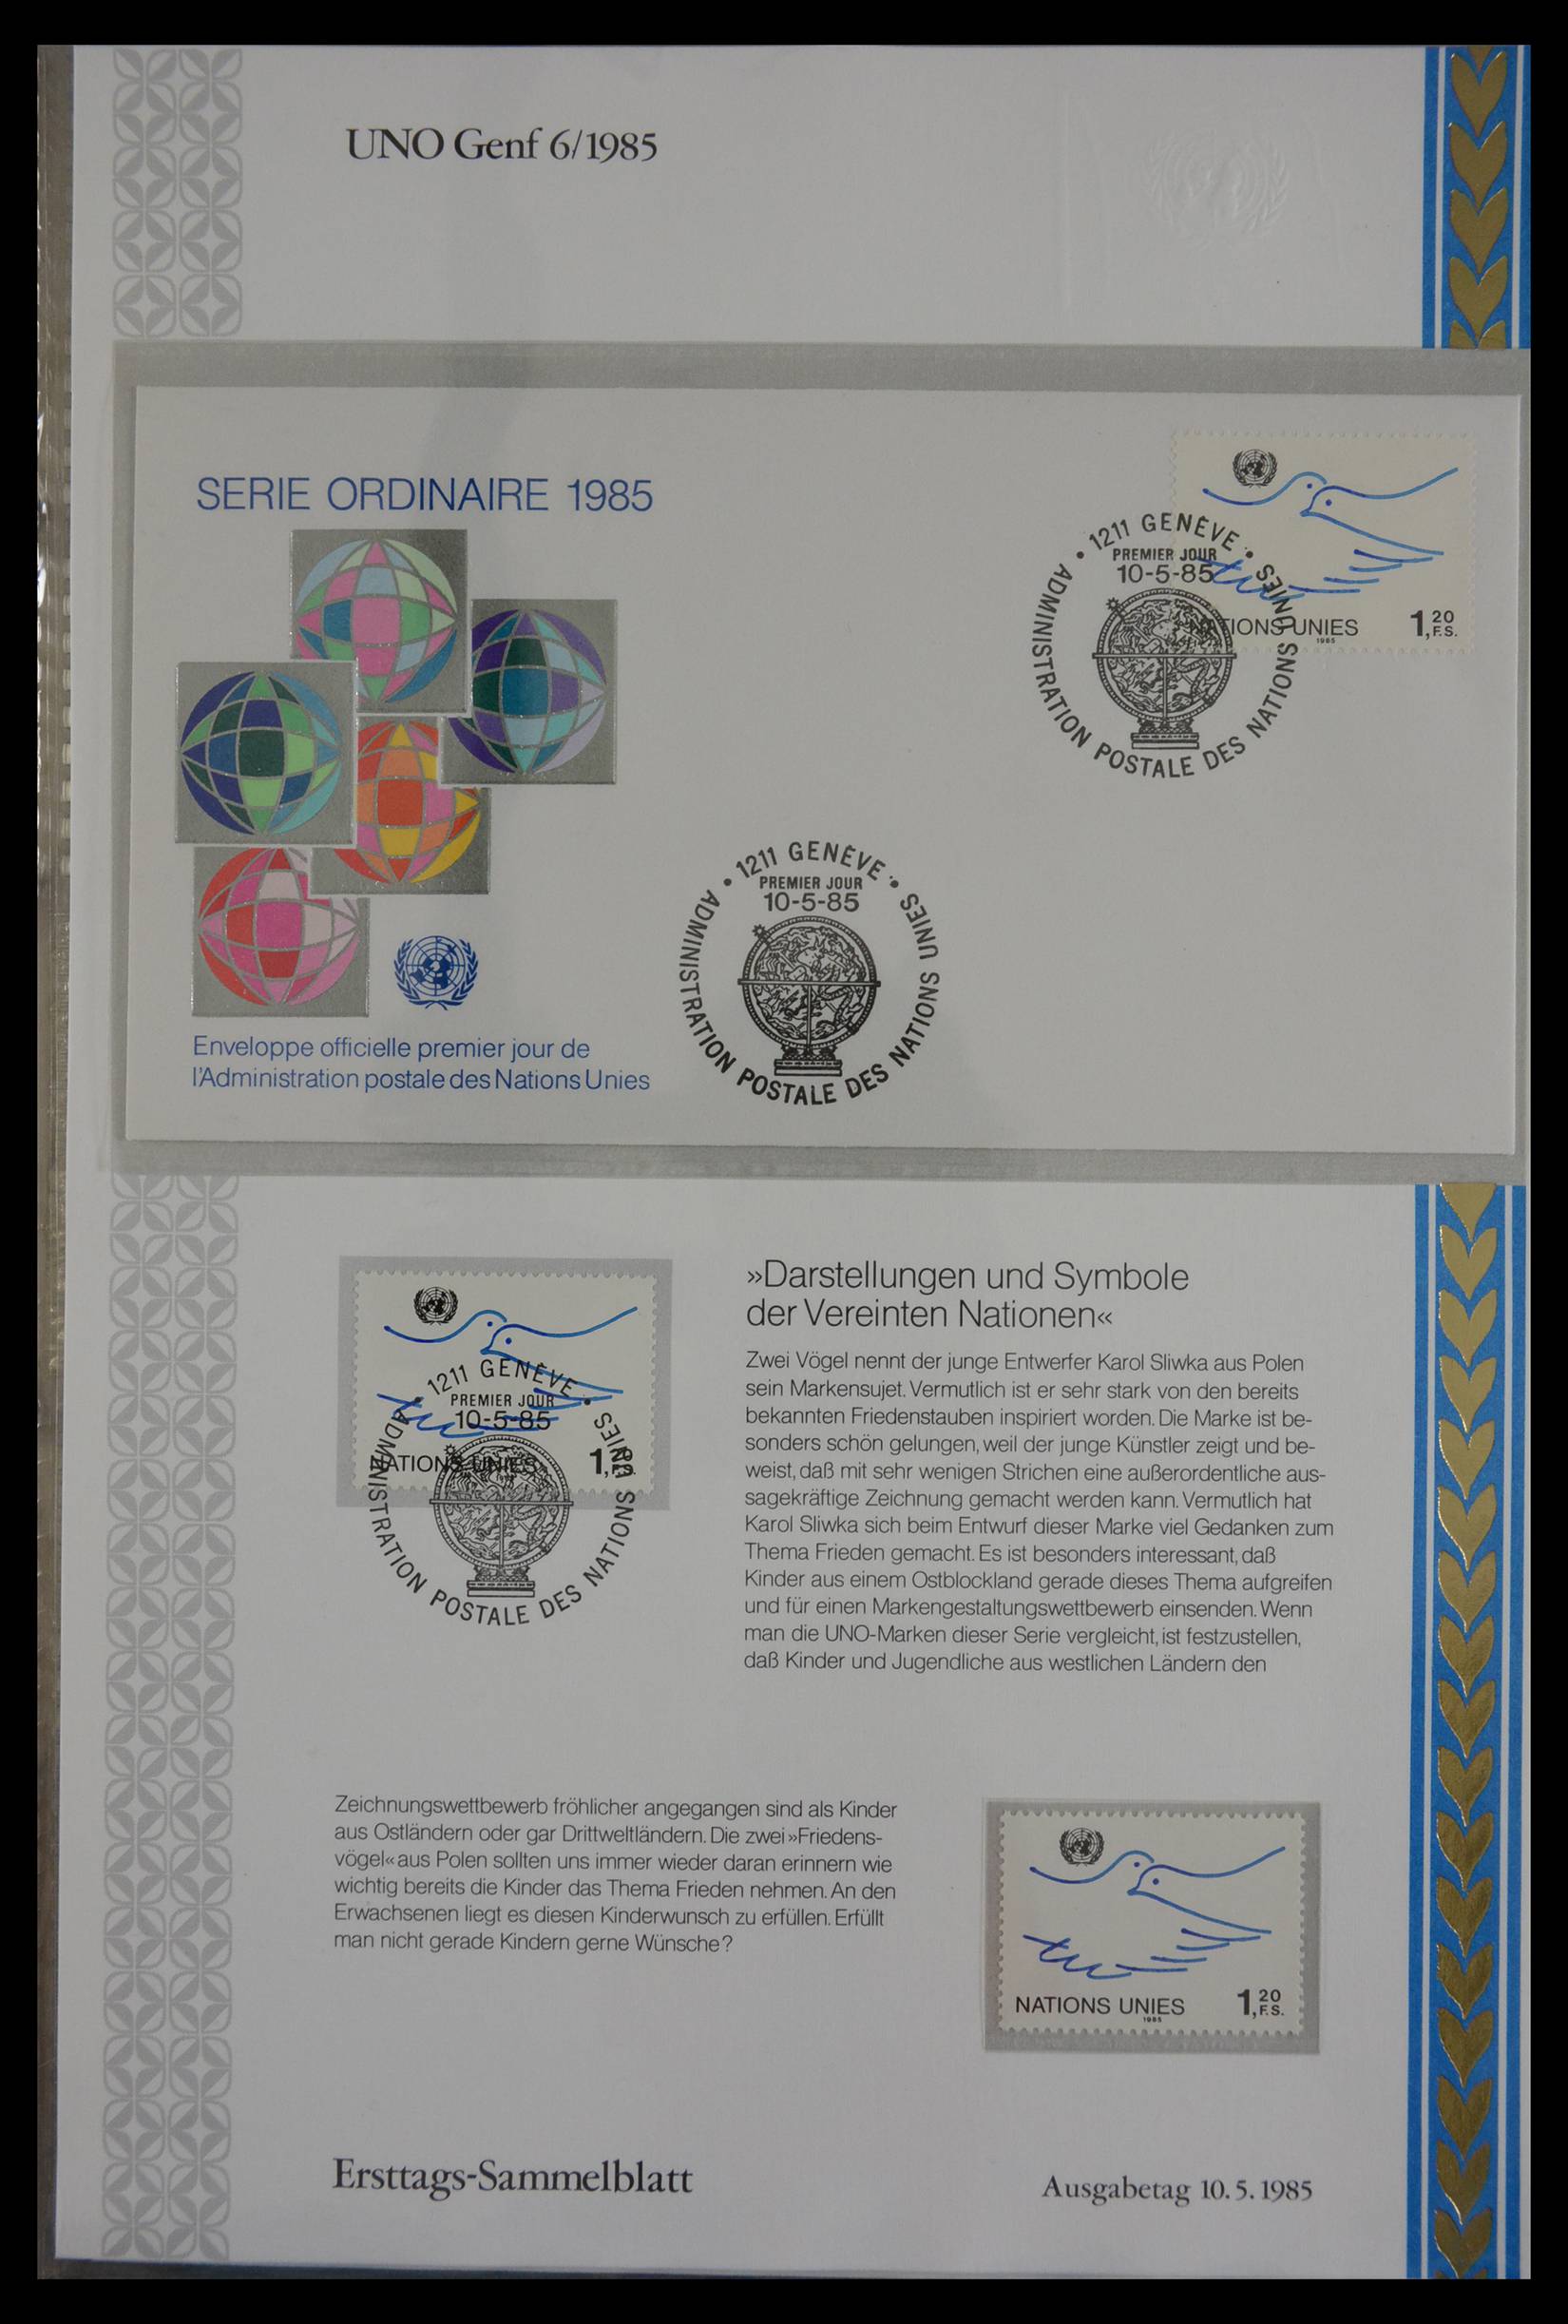 UNO Genf 6/1985
SERIE ORDINAIRE 1985
1211 GENÈVE
PREMIER JOUR
10-5-85
ADMINISTRATION POSTALE DES NATIONS UNIES
NATIONS UNIES
1985
1,20 F.S.
1211 GENÈVE
PREMIER JOUR
10-5-85
ADMINISTRATION POSTALE DES NATIONS UNIES
Enveloppe officielle premier jour de
l'Administration postale des Nations Unies
1211 GENÈVE
PREMIER JOUR
10-5-85
ADMINISTRATION POSTALE DES NATIONS UNIES
NATIONS UNIES
»Darstellungen und Symbole
der Vereinten Nationen«
Zwei Vögel nennt der junge Entwerfer Karol Sliwka aus Polen
sein Markensujet. Vermutlich ist er sehr stark von den bereits
bekannten Friedenstauben inspiriert worden. Die Marke ist be-
sonders schön gelungen, weil der junge Künstler zeigt und be-
weist, daß mit sehr wenigen Strichen eine außerordentliche aus-
sagekräftige Zeichnung gemacht werden kann. Vermutlich hat
Karol Sliwka sich beim Entwurf dieser Marke viel Gedanken zum
Thema Frieden gemacht. Es ist besonders interessant, daß
Kinder aus einem Ostblockland gerade dieses Thema aufgreifen
und für einen Markengestaltungswettbewerb einsenden. Wenn
man die UNO-Marken dieser Serie vergleicht, ist festzustellen,
daß Kinder und Jugendliche aus westlichen Ländern den
Zeichnungswettbewerb fröhlicher angegangen sind als Kinder
aus Ostländern oder gar Drittweltländern. Die zwei »Friedens-
vögel« aus Polen sollten uns immer wieder daran erinnern wie
wichtig bereits die Kinder das Thema Frieden nehmen. An den
Erwachsenen liegt es diesen Kinderwunsch zu erfüllen. Erfüllt
man nicht gerade Kindern gerne Wünsche?
NATIONS UNIES
1985
1,20 F.S.
Ersttags-Sammelblatt
Ausgabetag 10. 5. 1985